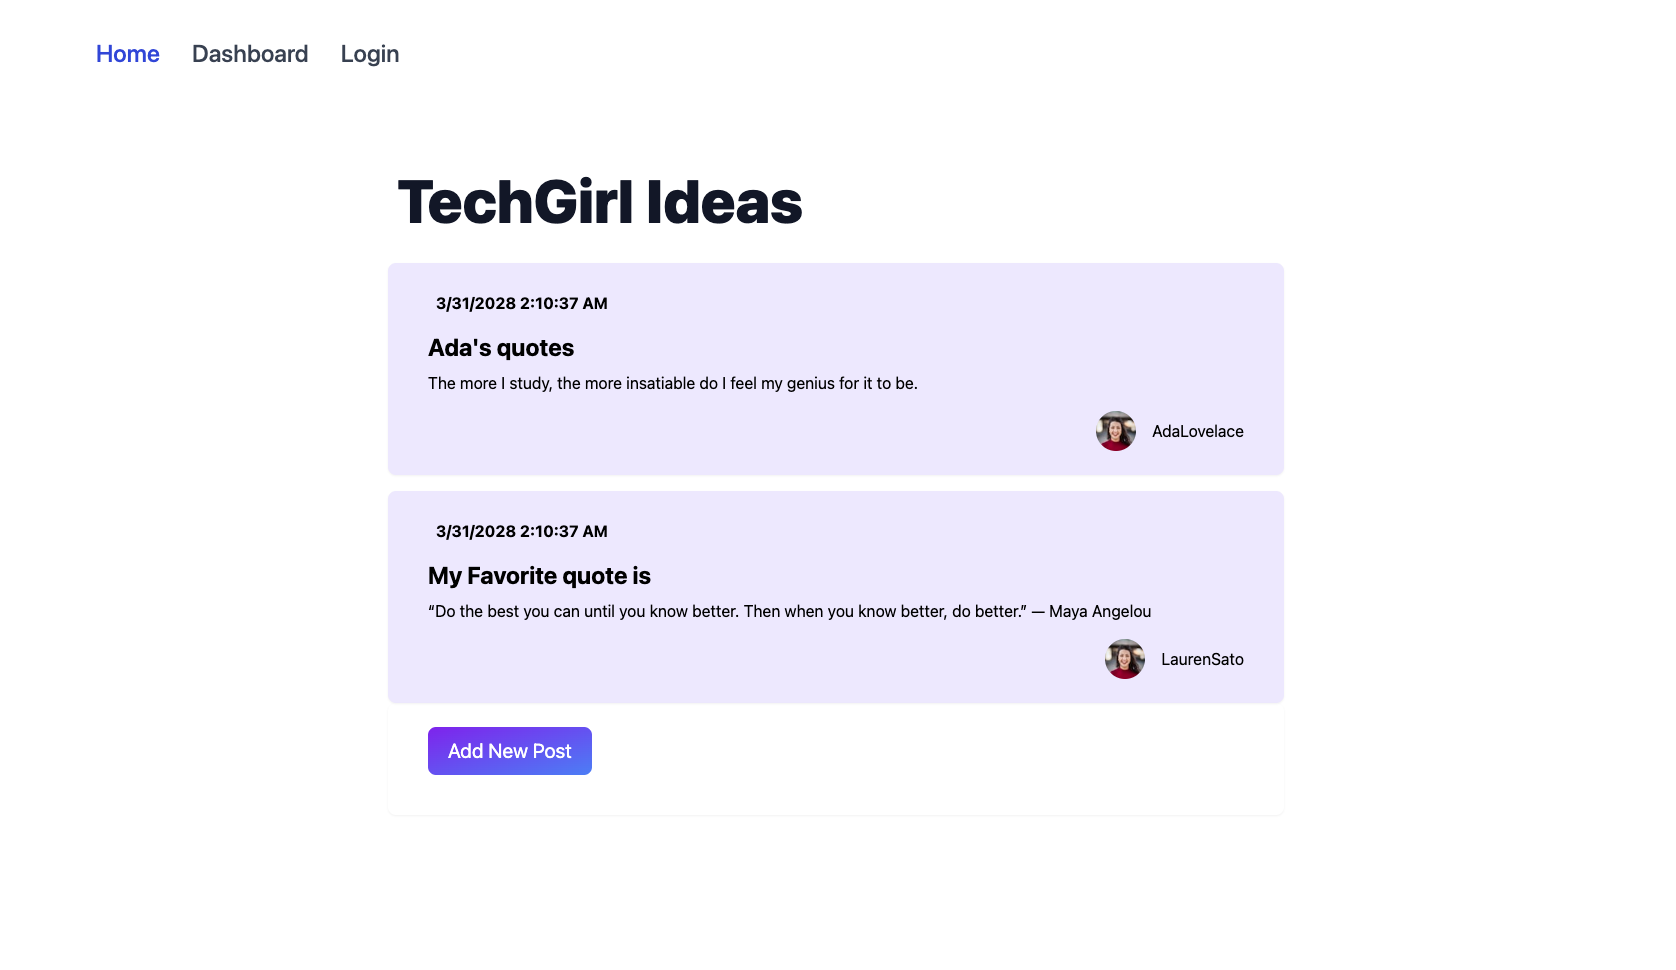 Home Dashboard Login
TechGirl Ideas
3/31/2028 2:10:37 AM
Ada's quotes
The more I study, the more insatiable do I feel my genius for it to be.
AdaLovelace
3/31/2028 2:10:37 AM
My Favorite quote is
“Do the best you can until you know better. Then when you know better, do better.” — Maya Angelou
LaurenSato
Add New Post